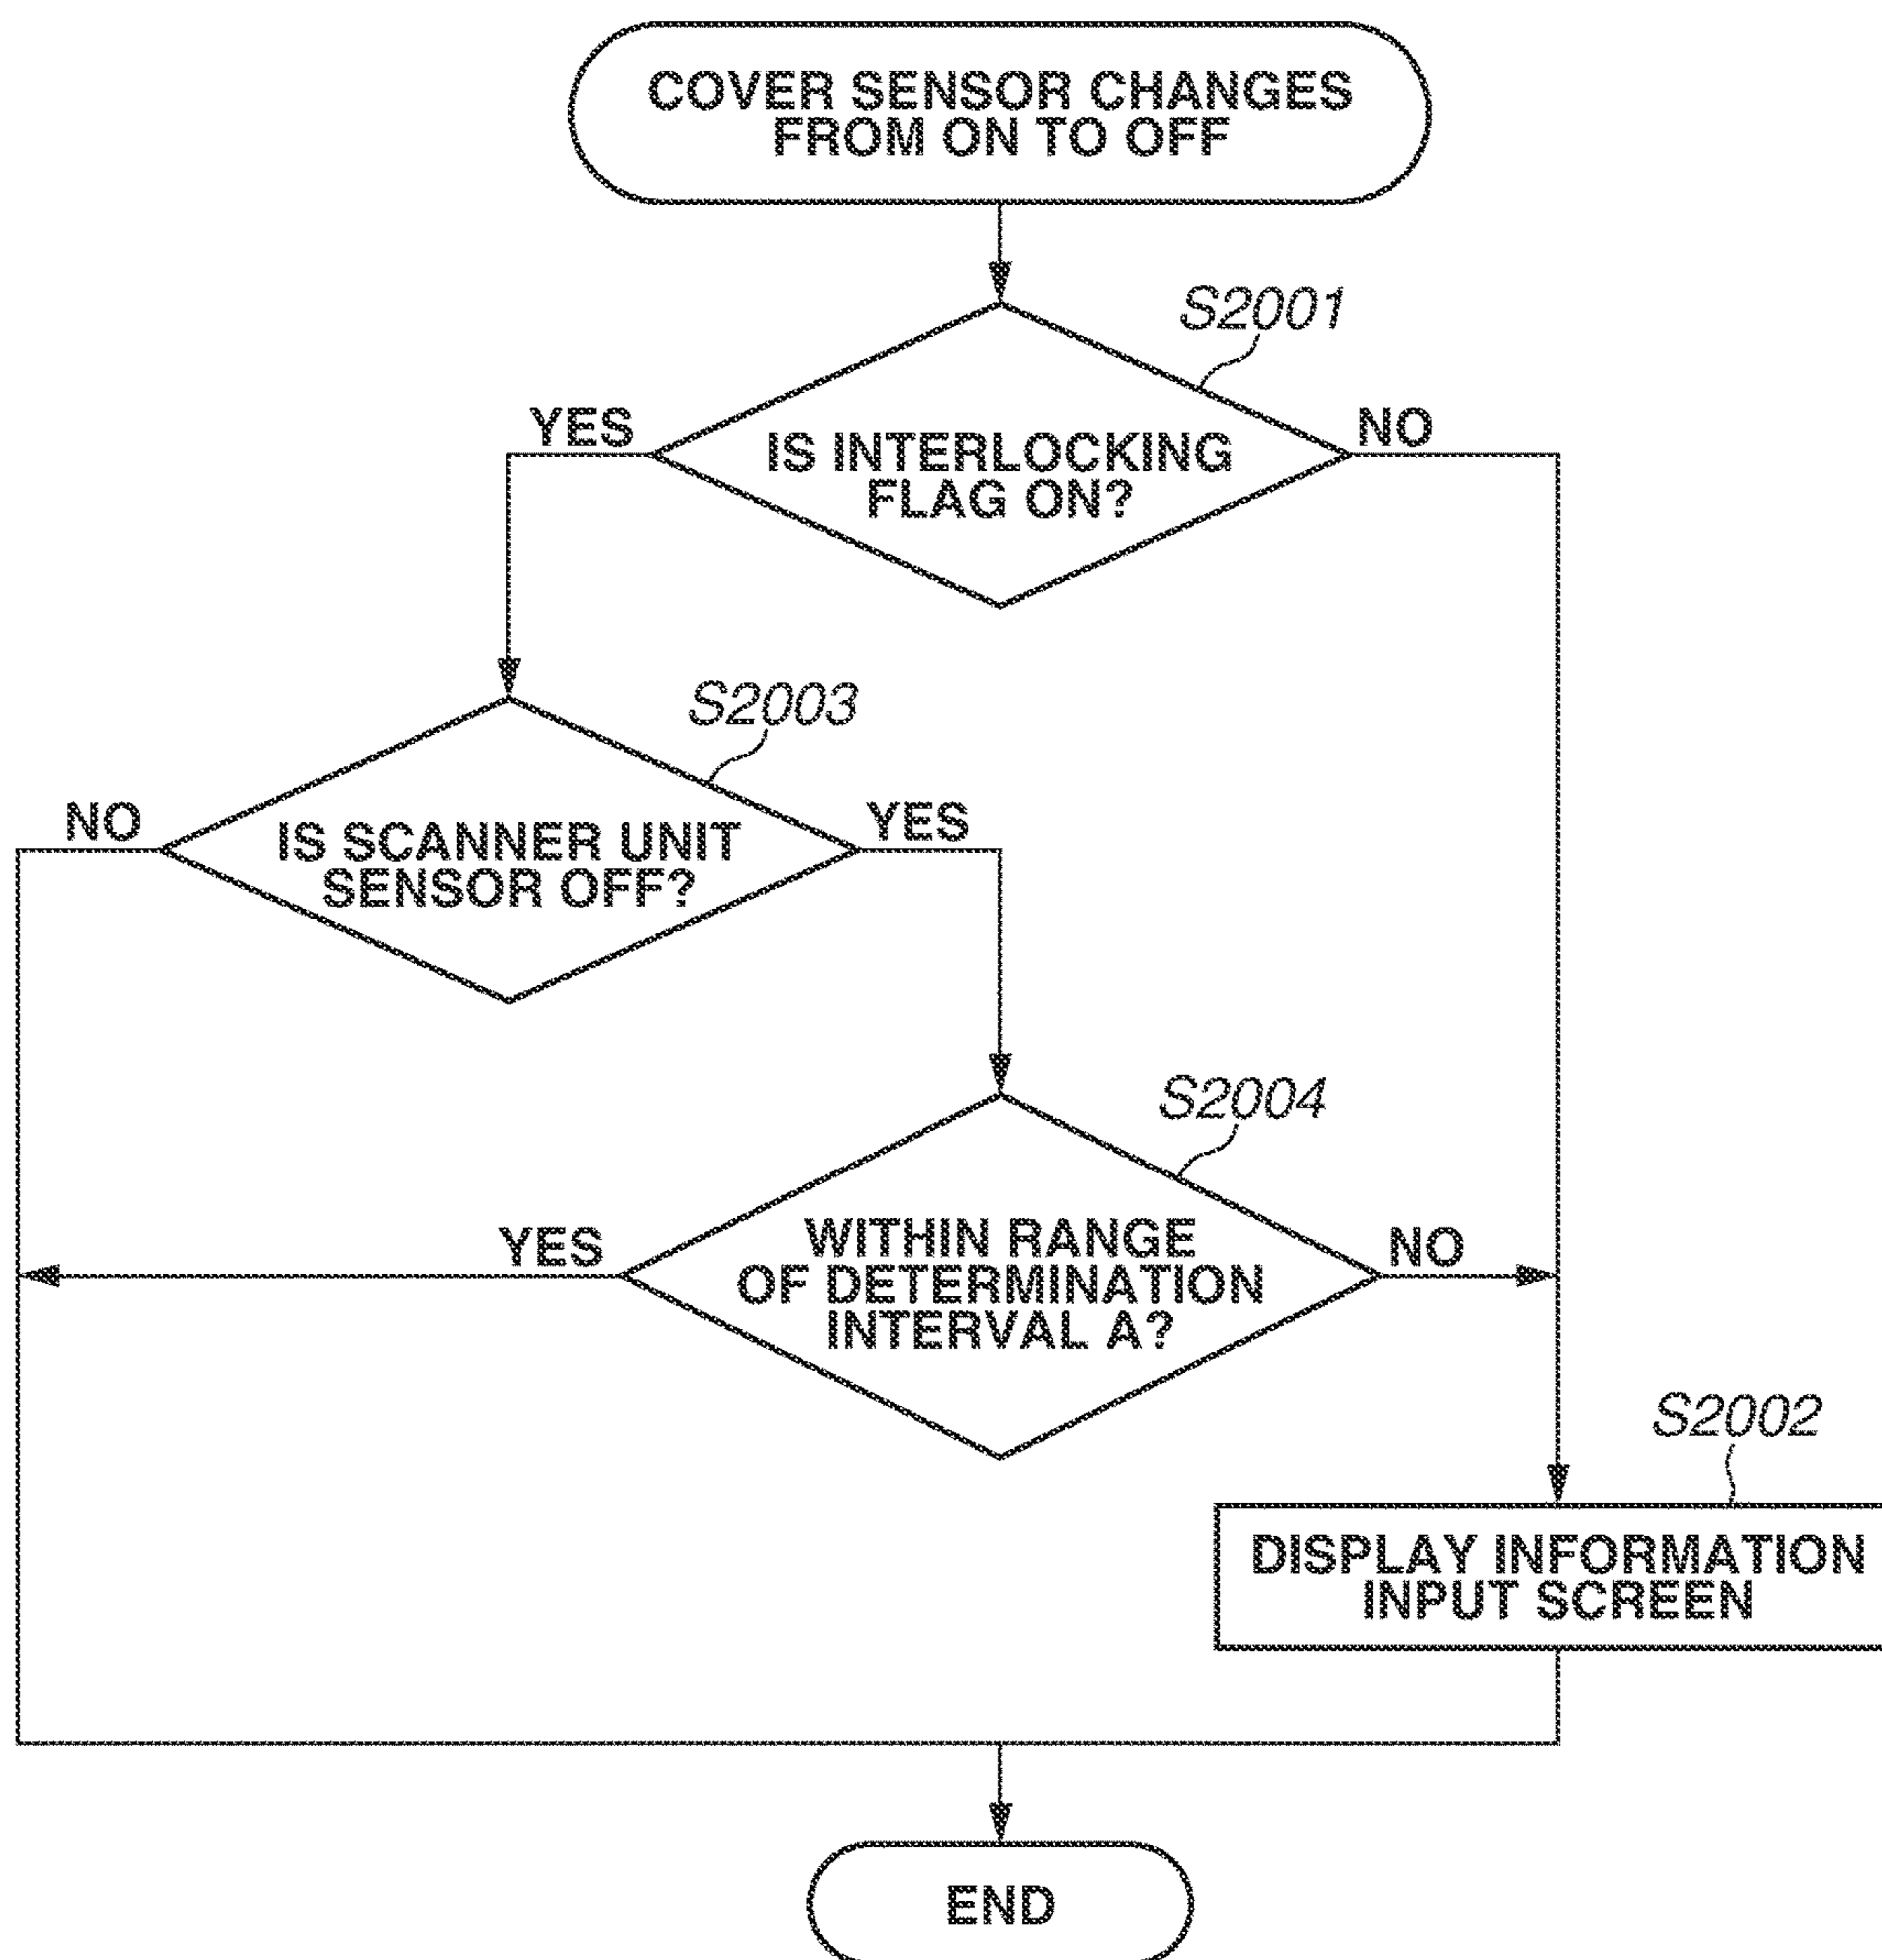 COVER SENSOR CHANGES
FROM ON TO OFF
S2001
YES
NO
IS INTERLOCKING
FLAG ON?
S2003
NO
YES
IS SCANNER UNIT
SENSOR OFF?
S2004
YES
NO
WITHIN RANGE
OF DETERMINATION
INTERVAL A?
S2002
DISPLAY INFORMATION
INPUT SCREEN
END